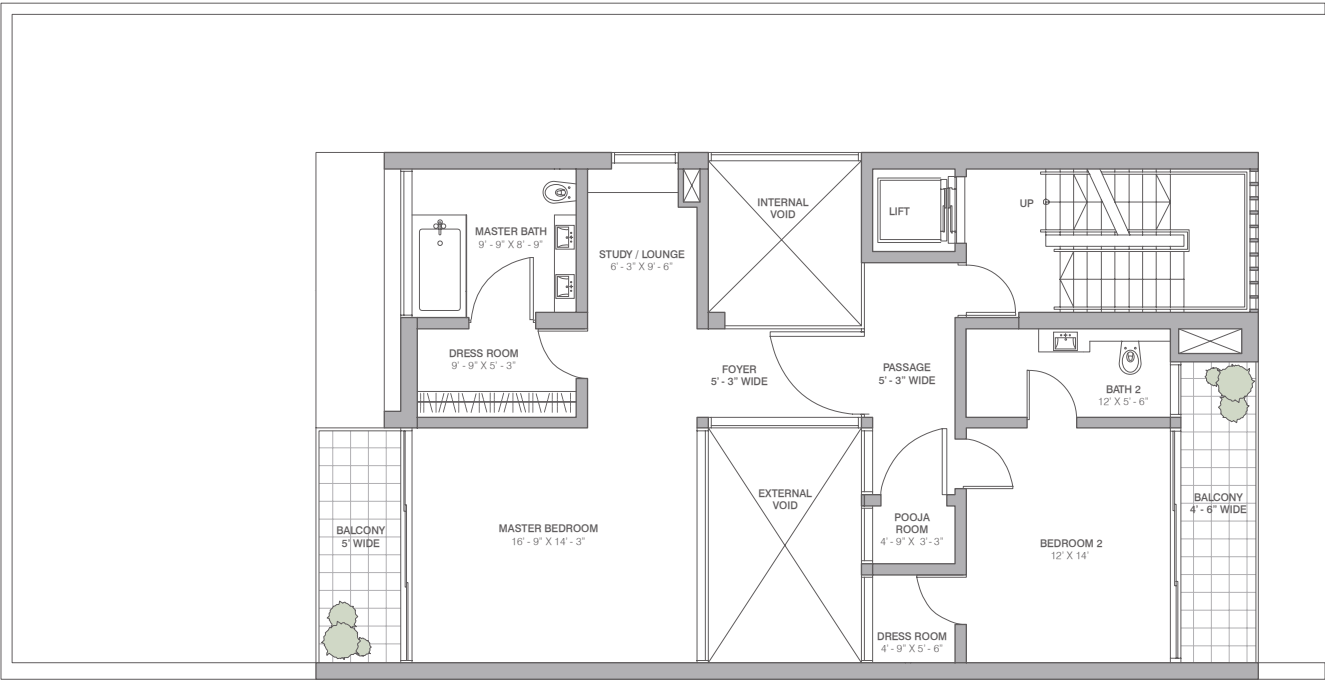 MASTER BATH
9' - 9" X 8' - 9"
STUDY / LOUNGE
6' - 3" X 9' - 6"
INTERNAL
VOID
LIFT
UP
DRESS ROOM
9' - 9" X 5' - 3"
FOYER
5' - 3" WIDE
PASSAGE
5' - 3" WIDE
BATH 2
12' X 5' - 6"
BALCONY
5' WIDE
MASTER BEDROOM
16' - 9" X 14' - 3"
EXTERNAL
VOID
POOJA
ROOM
4' - 9" X 3' - 3"
BEDROOM 2
12' X 14'
BALCONY
4' - 6" WIDE
DRESS ROOM
4' - 9" X 5' - 6"